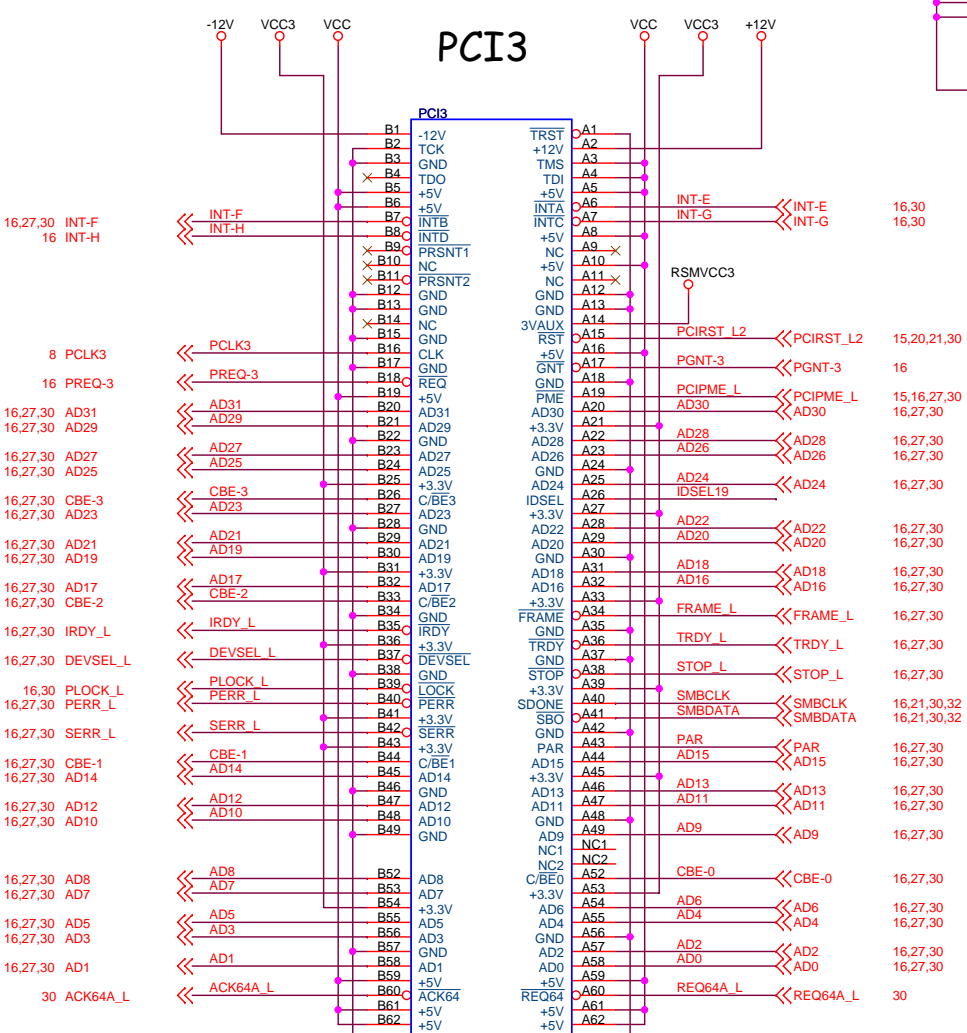 -12V VCC3 VCC VCC VCC3 +12V
PCI3
PCI3
B1 -12V TRST A1
B2 TCK +12V A2
B3 GND TMS A3
B4 TDO TDI A4
B5 +5V +5V A5
16,27,30 INT-F INT-F B6 +5V INTA A6 INT-E INT-E 16,30
16 INT-H INT-H B7 INTB INTC A7 INT-G INT-G 16,30
B8 INTD +5V A8
B9 PRSNT1 NC A9
B10 NC +5V A10
B11 PRSNT2 NC A11 RSMVCC3
B12 GND GND A12
B13 GND GND A13
B14 NC 3VAUX A14
B15 GND RST A15 PCIRST_L2 PCIRST_L2 15,20,21,30
8 PCLK3 PCLK3 B16 CLK +5V A16
B17 GND GNT A17 PGNT-3 PGNT-3 16
16 PREQ-3 PREQ-3 B18 REQ GND A18
B19 +5V PME A19 PCIPME_L PCIPME_L 15,16,27,30
16,27,30 AD31 AD31 B20 AD31 AD30 A20 AD30 AD30 16,27,30
16,27,30 AD29 AD29 B21 AD29 +3.3V A21
B22 GND AD28 A22 AD28 AD28 16,27,30
16,27,30 AD27 AD27 B23 AD27 AD26 A23 AD26 AD26 16,27,30
16,27,30 AD25 AD25 B24 AD25 GND A24
B25 +3.3V AD24 A25 AD24 AD24 16,27,30
16,27,30 CBE-3 CBE-3 B26 C/BE3 IDSEL A26 IDSEL19
16,27,30 AD23 AD23 B27 AD23 +3.3V A27
B28 GND AD22 A28 AD22 AD22 16,27,30
16,27,30 AD21 AD21 B29 AD21 AD20 A29 AD20 AD20 16,27,30
16,27,30 AD19 AD19 B30 AD19 GND A30
B31 +3.3V AD18 A31 AD18 AD18 16,27,30
16,27,30 AD17 AD17 B32 AD17 AD16 A32 AD16 AD16 16,27,30
16,27,30 CBE-2 CBE-2 B33 C/BE2 +3.3V A33
B34 GND FRAME A34 FRAME_L FRAME_L 16,27,30
16,27,30 IRDY_L IRDY_L B35 IRDY GND A35
B36 +3.3V TRDY A36 TRDY_L TRDY_L 16,27,30
16,27,30 DEVSEL_L DEVSEL_L B37 DEVSEL GND A37
B38 GND STOP A38 STOP_L STOP_L 16,27,30
16,30 PLOCK_L PLOCK_L B39 LOCK +3.3V A39
16,27,30 PERR_L PERR_L B40 PERR SDONE A40 SMBCLK SMBCLK 16,21,30,32
B41 +3.3V SBO A41 SMBDATA SMBDATA 16,21,30,32
16,27,30 SERR_L SERR_L B42 SERR GND A42
B43 +3.3V PAR A43 PAR PAR 16,27,30
16,27,30 CBE-1 CBE-1 B44 C/BE1 AD15 A44 AD15 AD15 16,27,30
16,27,30 AD14 AD14 B45 AD14 +3.3V A45
B46 GND AD13 A46 AD13 AD13 16,27,30
16,27,30 AD12 AD12 B47 AD12 AD11 A47 AD11 AD11 16,27,30
16,27,30 AD10 AD10 B48 AD10 GND A48
B49 GND AD9 A49 AD9 AD9 16,27,30
NC1 NC1
NC2 NC2
16,27,30 AD8 AD8 B52 AD8 C/BE0 A52 CBE-0 CBE-0 16,27,30
16,27,30 AD7 AD7 B53 AD7 +3.3V A53
B54 +3.3V AD6 A54 AD6 AD6 16,27,30
16,27,30 AD5 AD5 B55 AD5 AD4 A55 AD4 AD4 16,27,30
16,27,30 AD3 AD3 B56 AD3 GND A56
B57 GND AD2 A57 AD2 AD2 16,27,30
16,27,30 AD1 AD1 B58 AD1 AD0 A58 AD0 AD0 16,27,30
B59 +5V +5V A59
30 ACK64A_L ACK64A_L B60 ACK64 REQ64 A60 REQ64A_L REQ64A_L 30
B61 +5V +5V A61
B62 +5V +5V A62